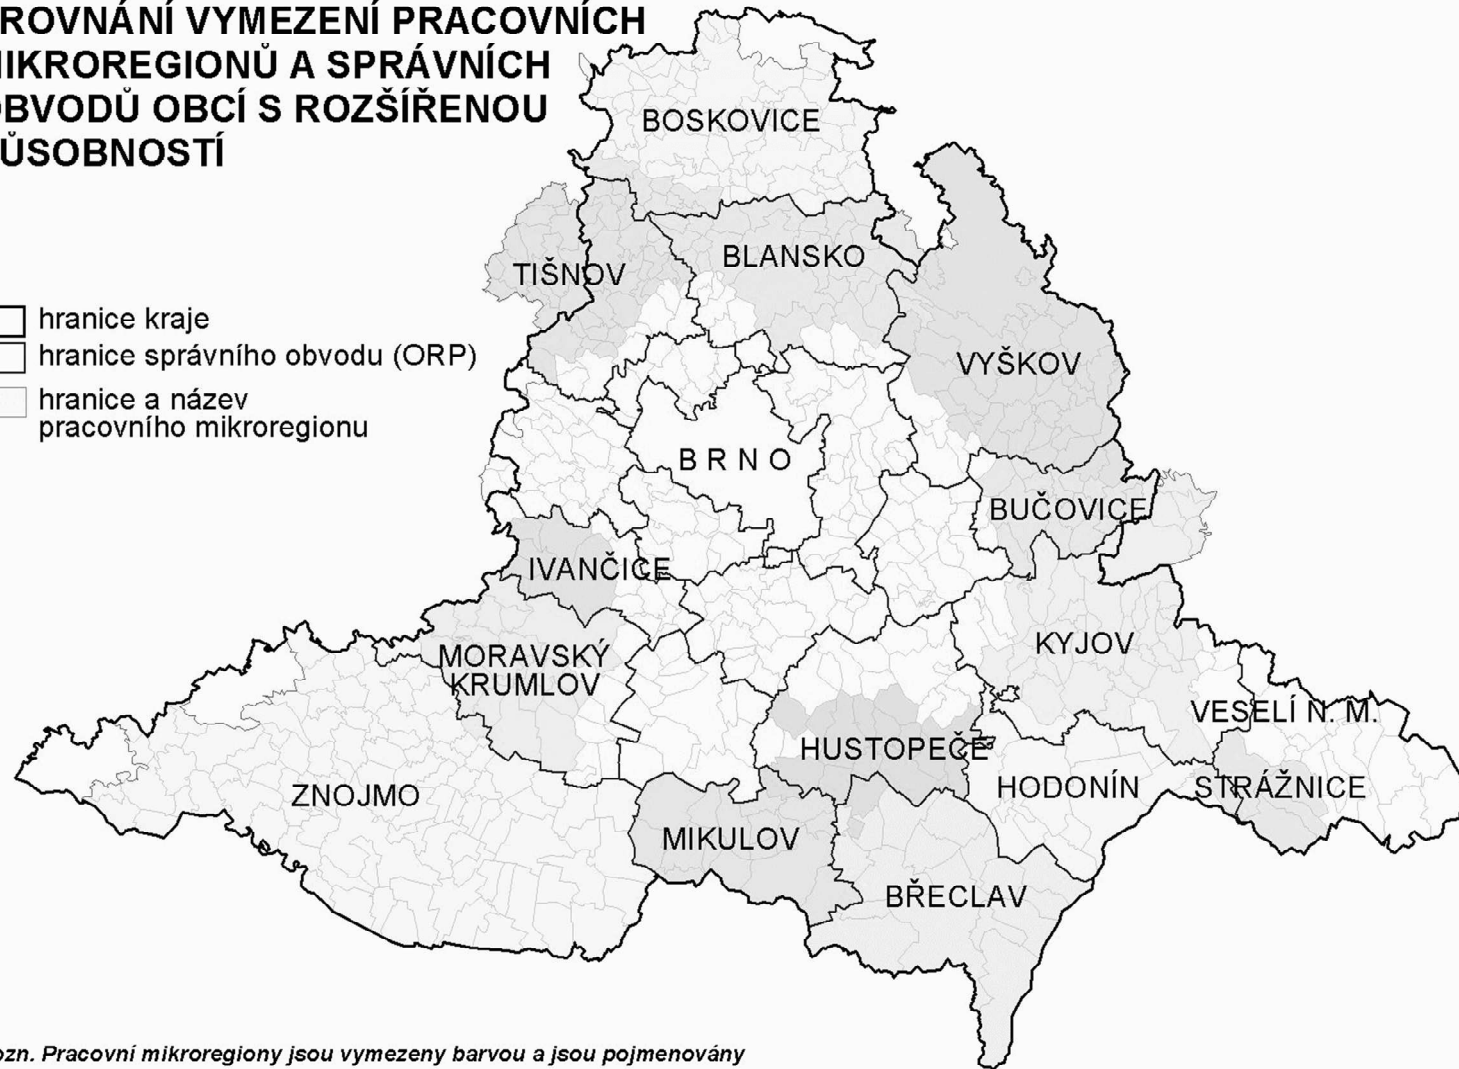 ROVNÁNÍ VYMEZENÍ PRACOVNÍCH
IKROREGIONŮ A SPRÁVNÍCH
BVODŮ OBCÍ S ROZŠÍŘENOU
ŮSOBNOSTÍ
BOSKOVICE
TIŠNOV
BLANSKO
hranice kraje
hranice správního obvodu (ORP)
hranice a název
pracovního mikroregionu
VYŠKOV
BRNO
BUČOVICE
IVANČICE
KYJOV
MORAVSKÝ
KRUMLOV
VESELÍ N. M.
HUSTOPEČE
ZNOJMO
HODONÍN
STRÁŽNICE
MIKULOV
BŘECLAV
ozn. Pracovní mikroregiony jsou vymezeny barvou a jsou pojmenovány